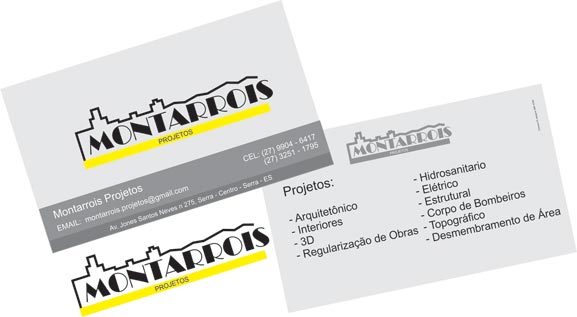 MONTARROIS
PROJETOS
CEL: (27) 9904 - 6417
(27) 3251 - 1795
Montarrois Projetos
EMAIL: montarrois.projetos@gmail.com
Av. Jones Santos Neves n 275, Serra - Centro - Serra - ES
MONTARROIS
PROJETOS
MONTARROIS
PROJETOS
Projetos:
- Arquitetônico
- Interiores
- 3D
- Regularização de Obras
- Hidrosanitario
- Elétrico
- Estrutural
- Corpo de Bombeiros
- Topográfico
- Desmembramento de Área